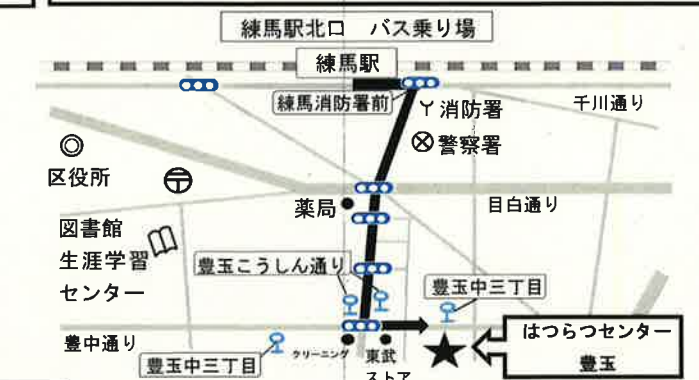 練馬駅北口　バス乗り場
練馬駅
練馬消防署前
千川通り
消防署
警察署
区役所
薬局
目白通り
図書館
生涯学習
センター
豊玉こうしん通り
豊玉中三丁目
豊中通り
クリーニング
東武
ストア
豊玉中三丁目
はつらつセンター
豊玉